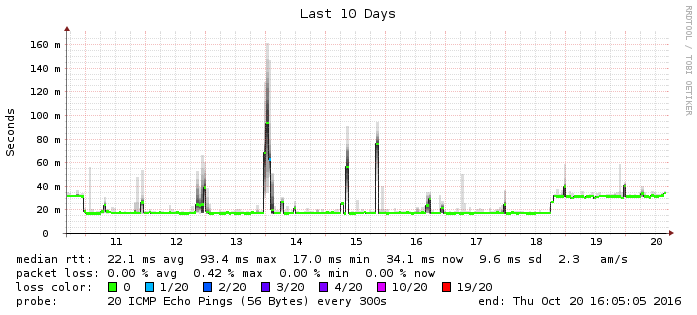 Last 10 Days
RRDTOOL / TOBI OETIKER
Seconds
160 m
140 m
120 m
100 m
80 m
60 m
40 m
20 m
0
11 12 13 14 15 16 17 18 19 20
median rtt: 22.1 ms avg 93.4 ms max 17.0 ms min 34.1 ms now 9.6 ms sd 2.3 am/s
packet loss: 0.00 % avg 0.42 % max 0.00 % min 0.00 % now
loss color: 0 1/20 2/20 3/20 4/20 10/20 19/20
probe: 20 ICMP Echo Pings (56 Bytes) every 300s end: Thu Oct 20 16:05:05 2016